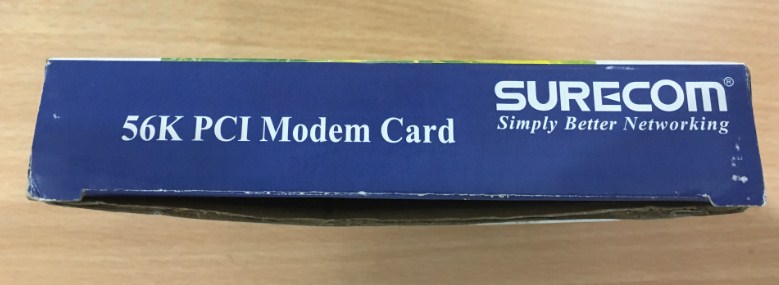 56K PCI Modem Card
SURECOM®
Simply Better Networking